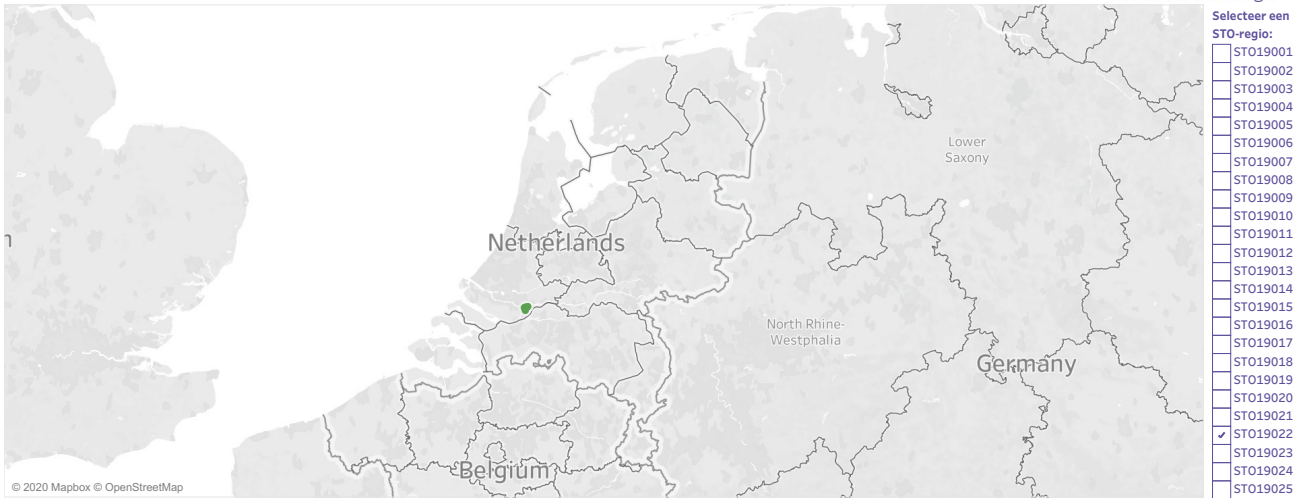 Selecteer een
STO-regio:
STO19001
STO19002
STO19003
STO19004
STO19005
STO19006
STO19007
STO19008
STO19009
STO19010
STO19011
STO19012
STO19013
STO19014
STO19015
STO19016
STO19017
STO19018
STO19019
STO19020
STO19021
STO19022
STO19023
STO19024
STO19025
Lower
Saxony
Netherlands
North Rhine-
Westphalia
Germany
Belgium
© 2020 Mapbox © OpenStreetMap